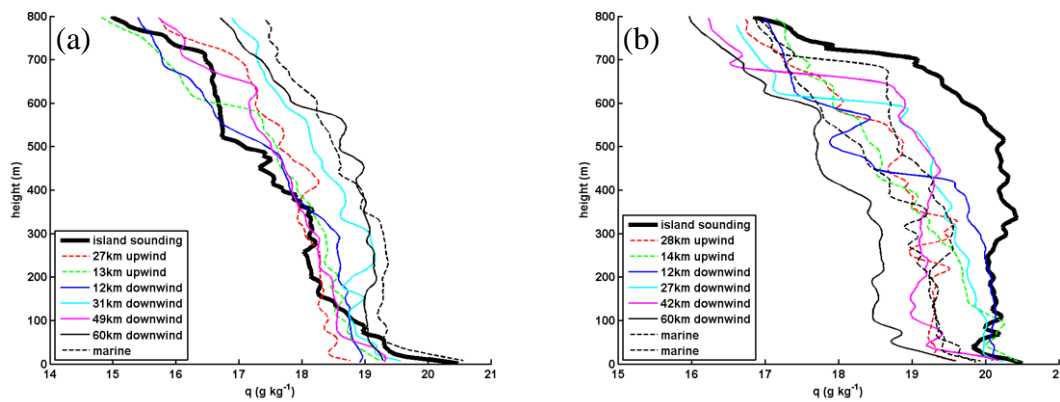 (a)
height (m)
800
700
600
500
400
300
200
100
0
island sounding
27km upwind
13km upwind
12km downwind
31km downwind
49km downwind
60km downwind
marine
14 15 16 17 18 19 20 21
q (g kg⁻¹)
(b)
height (m)
800
700
600
500
400
300
200
100
0
island sounding
28km upwind
14km upwind
12km downwind
27km downwind
42km downwind
60km downwind
marine
marine
15 16 17 18 19 20 2
q (g kg⁻¹)